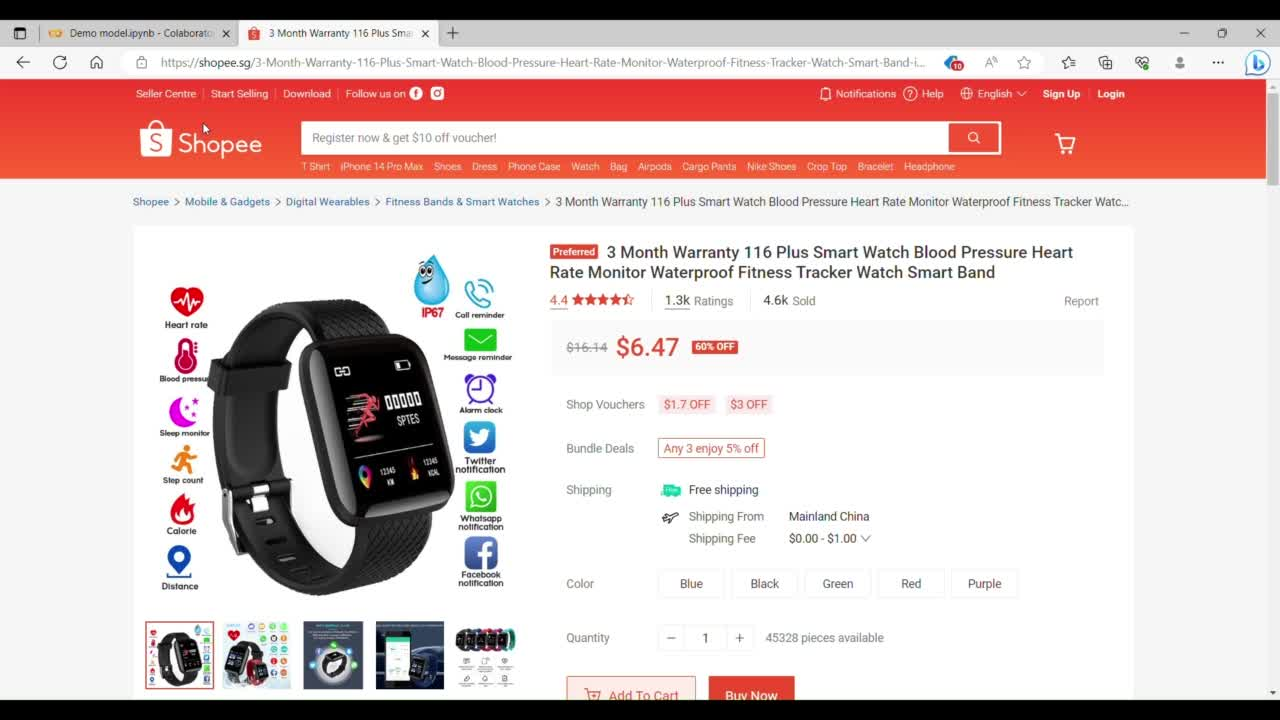 Demo model.ipynb - Colaborato
3 Month Warranty 116 Plus Sma
https://shopee.sg/3-Month-Warranty-116-Plus-Smart-Watch-Blood-Pressure-Heart-Rate-Monitor-Waterproof-Fitness-Tracker-Watch-Smart-Band-i...
10
Seller Centre
Start Selling
Download
Follow us on
Notifications
Help
English
Sign Up
Login
Shopee
Register now & get $10 off voucher!
T Shirt iPhone 14 Pro Max Shoes Dress Phone Case Watch Bag Airpods Cargo Pants Nike Shoes Crop Top Bracelet Headphone
Shopee > Mobile & Gadgets > Digital Wearables > Fitness Bands & Smart Watches > 3 Month Warranty 116 Plus Smart Watch Blood Pressure Heart Rate Monitor Waterproof Fitness Tracker Watc...
Heart rate
Blood pressu
Sleep monitor
Step count
Calorie
Distance
IP67
Call reminder
Message reminder
Alarm clock
Twitter
notification
Whatsapp
notification
Facebook
notification
00000
SPTES
12345
KM
12345
KCAL
Preferred 3 Month Warranty 116 Plus Smart Watch Blood Pressure Heart
Rate Monitor Waterproof Fitness Tracker Watch Smart Band
4.4
1.3k Ratings
4.6k Sold
Report
$16.14 $6.47 60% OFF
Shop Vouchers $1.7 OFF $3 OFF
Bundle Deals Any 3 enjoy 5% off
Shipping Free shipping
Shipping From Mainland China
Shipping Fee $0.00 - $1.00
Color Blue Black Green Red Purple
Quantity − 1 + 45328 pieces available
Add To Cart
Buy Now